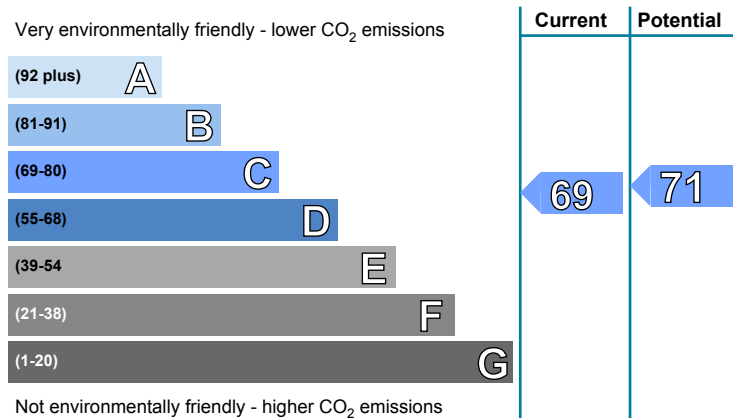 Very environmentally friendly - lower CO2 emissions
Current
Potential
(92 plus) A
(81-91) B
(69-80) C
(55-68) D
(39-54 E
(21-38) F
(1-20) G
69
71
Not environmentally friendly - higher CO2 emissions